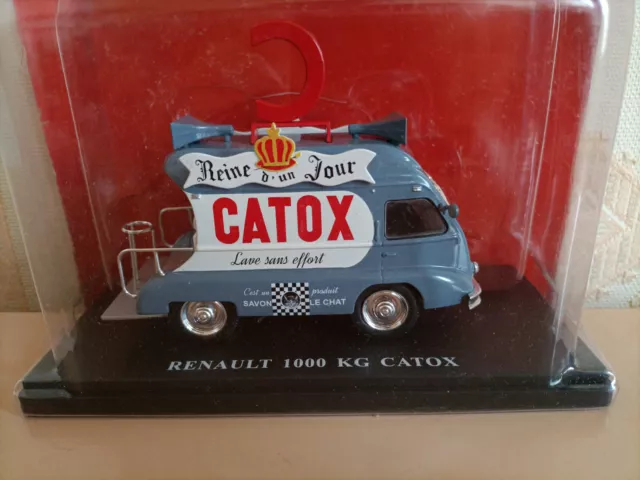 C
Reine d'un Jour
CATOX
Lave sans effort
C'est un produit
SAVON LE CHAT
RENAULT 1000 KG CATOX